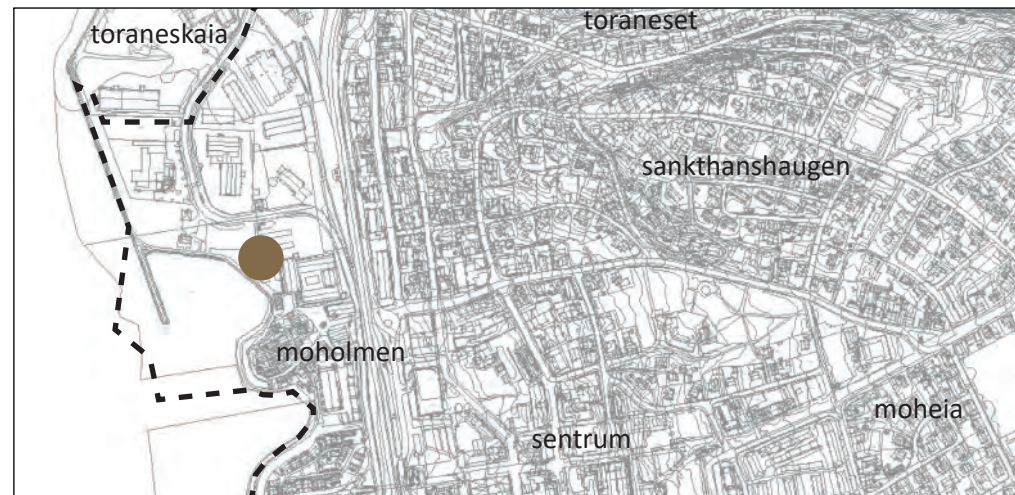 toraneskaia
toraneset
sankthanshaugen
moholmen
moheia
sentrum